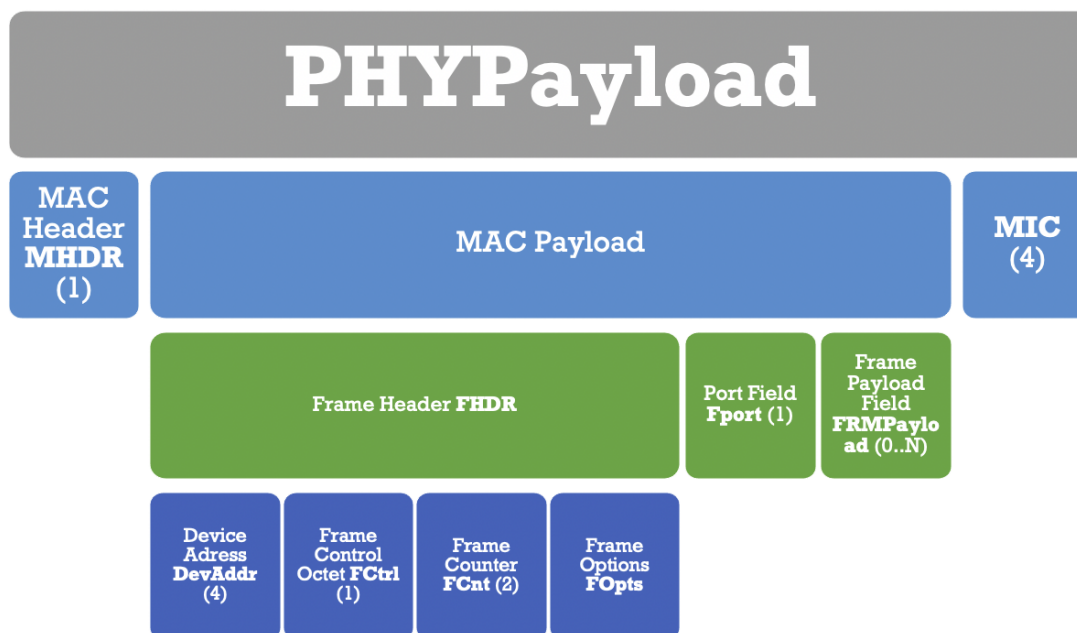 PHYPayload
MAC
Header
MHDR
(1)
MAC Payload
MIC
(4)
Frame Header FHDR
Port Field
Fport (1)
Frame
Payload
Field
FRMPaylo
ad (0..N)
Device
Adress
DevAddr
(4)
Frame
Control
Octet FCtrl
(1)
Frame
Counter
FCnt (2)
Frame
Options
FOpts